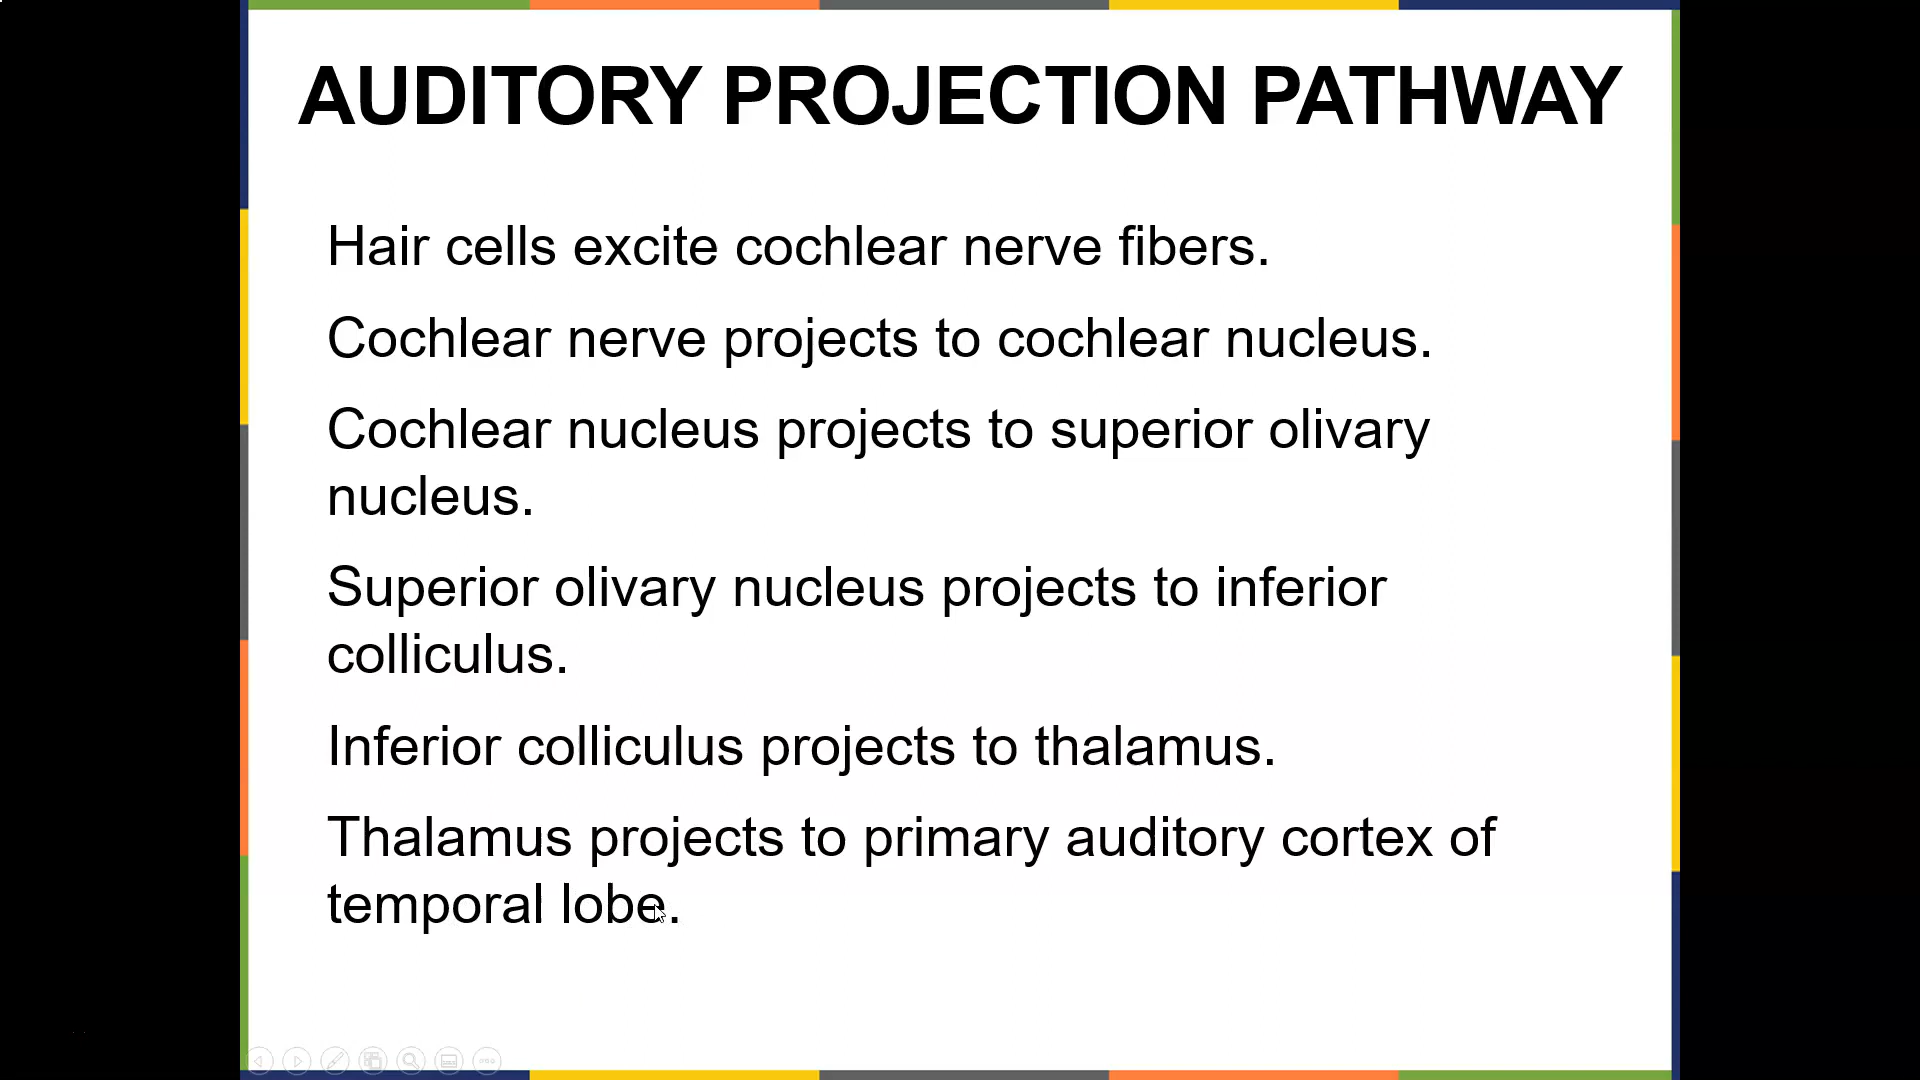 AUDITORY PROJECTION PATHWAY
Hair cells excite cochlear nerve fibers.
Cochlear nerve projects to cochlear nucleus.
Cochlear nucleus projects to superior olivary
nucleus.
Superior olivary nucleus projects to inferior
colliculus.
Inferior colliculus projects to thalamus.
Thalamus projects to primary auditory cortex of
temporal lobe.